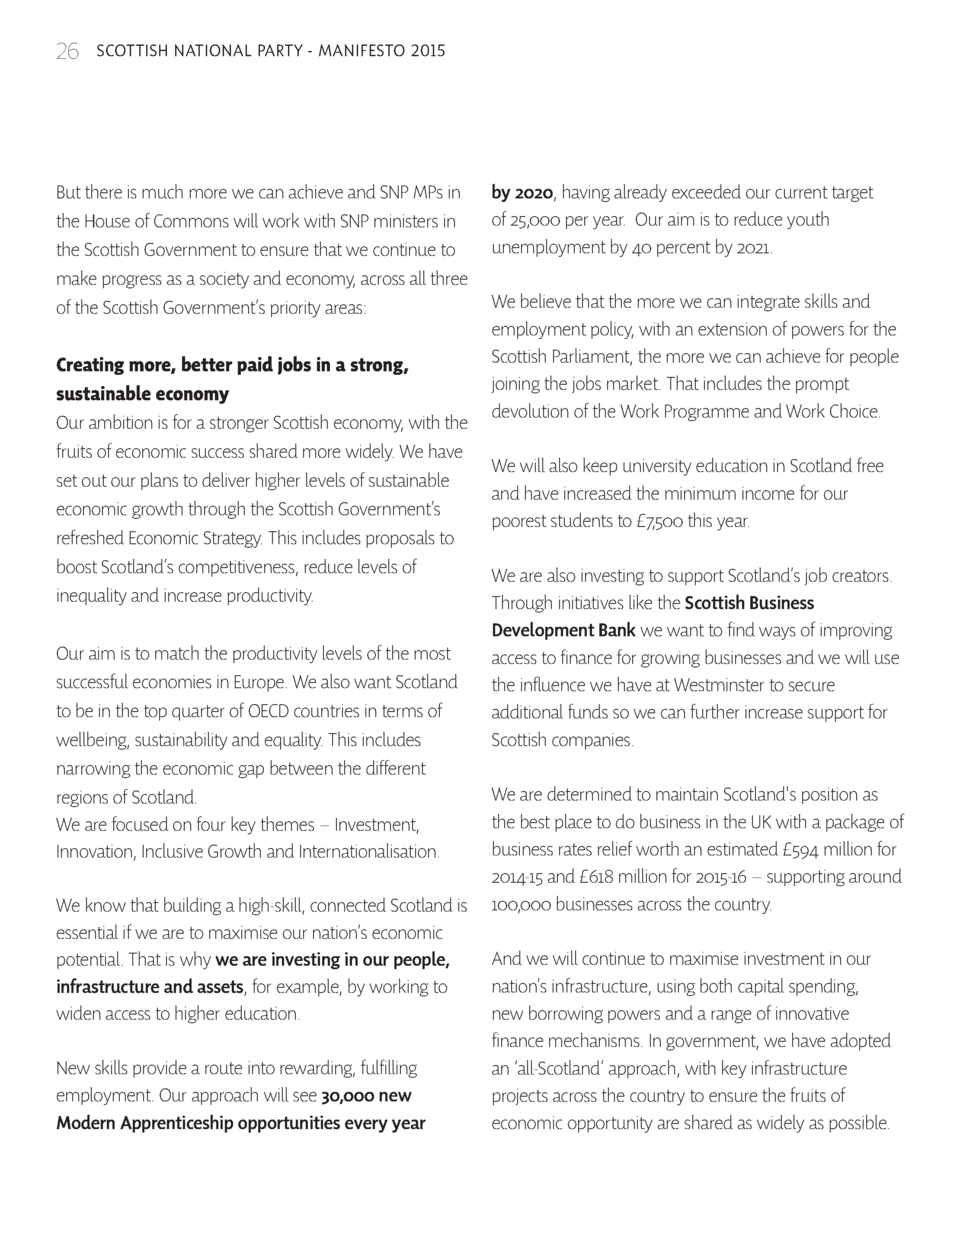 26 SCOTTISH NATIONAL PARTY - MANIFESTO 2015
But there is much more we can achieve and SNP MPs in
the House of Commons will work with SNP ministers in
the Scottish Government to ensure that we continue to
make progress as a society and economy, across all three
of the Scottish Government’s priority areas:
Creating more, better paid jobs in a strong,
sustainable economy
Our ambition is for a stronger Scottish economy, with the
fruits of economic success shared more widely. We have
set out our plans to deliver higher levels of sustainable
economic growth through the Scottish Government’s
refreshed Economic Strategy. This includes proposals to
boost Scotland’s competitiveness, reduce levels of
inequality and increase productivity.
Our aim is to match the productivity levels of the most
successful economies in Europe. We also want Scotland
to be in the top quarter of OECD countries in terms of
wellbeing, sustainability and equality. This includes
narrowing the economic gap between the different
regions of Scotland.
We are focused on four key themes – Investment,
Innovation, Inclusive Growth and Internationalisation.
We know that building a high-skill, connected Scotland is
essential if we are to maximise our nation’s economic
potential. That is why we are investing in our people,
infrastructure and assets, for example, by working to
widen access to higher education.
New skills provide a route into rewarding, fulfilling
employment. Our approach will see 30,000 new
Modern Apprenticeship opportunities every year
by 2020, having already exceeded our current target
of 25,000 per year. Our aim is to reduce youth
unemployment by 40 percent by 2021.
We believe that the more we can integrate skills and
employment policy, with an extension of powers for the
Scottish Parliament, the more we can achieve for people
joining the jobs market. That includes the prompt
devolution of the Work Programme and Work Choice.
We will also keep university education in Scotland free
and have increased the minimum income for our
poorest students to £7,500 this year.
We are also investing to support Scotland’s job creators.
Through initiatives like the Scottish Business
Development Bank we want to find ways of improving
access to finance for growing businesses and we will use
the influence we have at Westminster to secure
additional funds so we can further increase support for
Scottish companies.
We are determined to maintain Scotland's position as
the best place to do business in the UK with a package of
business rates relief worth an estimated £594 million for
2014-15 and £618 million for 2015-16 – supporting around
100,000 businesses across the country.
And we will continue to maximise investment in our
nation’s infrastructure, using both capital spending,
new borrowing powers and a range of innovative
finance mechanisms. In government, we have adopted
an ‘all-Scotland’ approach, with key infrastructure
projects across the country to ensure the fruits of
economic opportunity are shared as widely as possible.